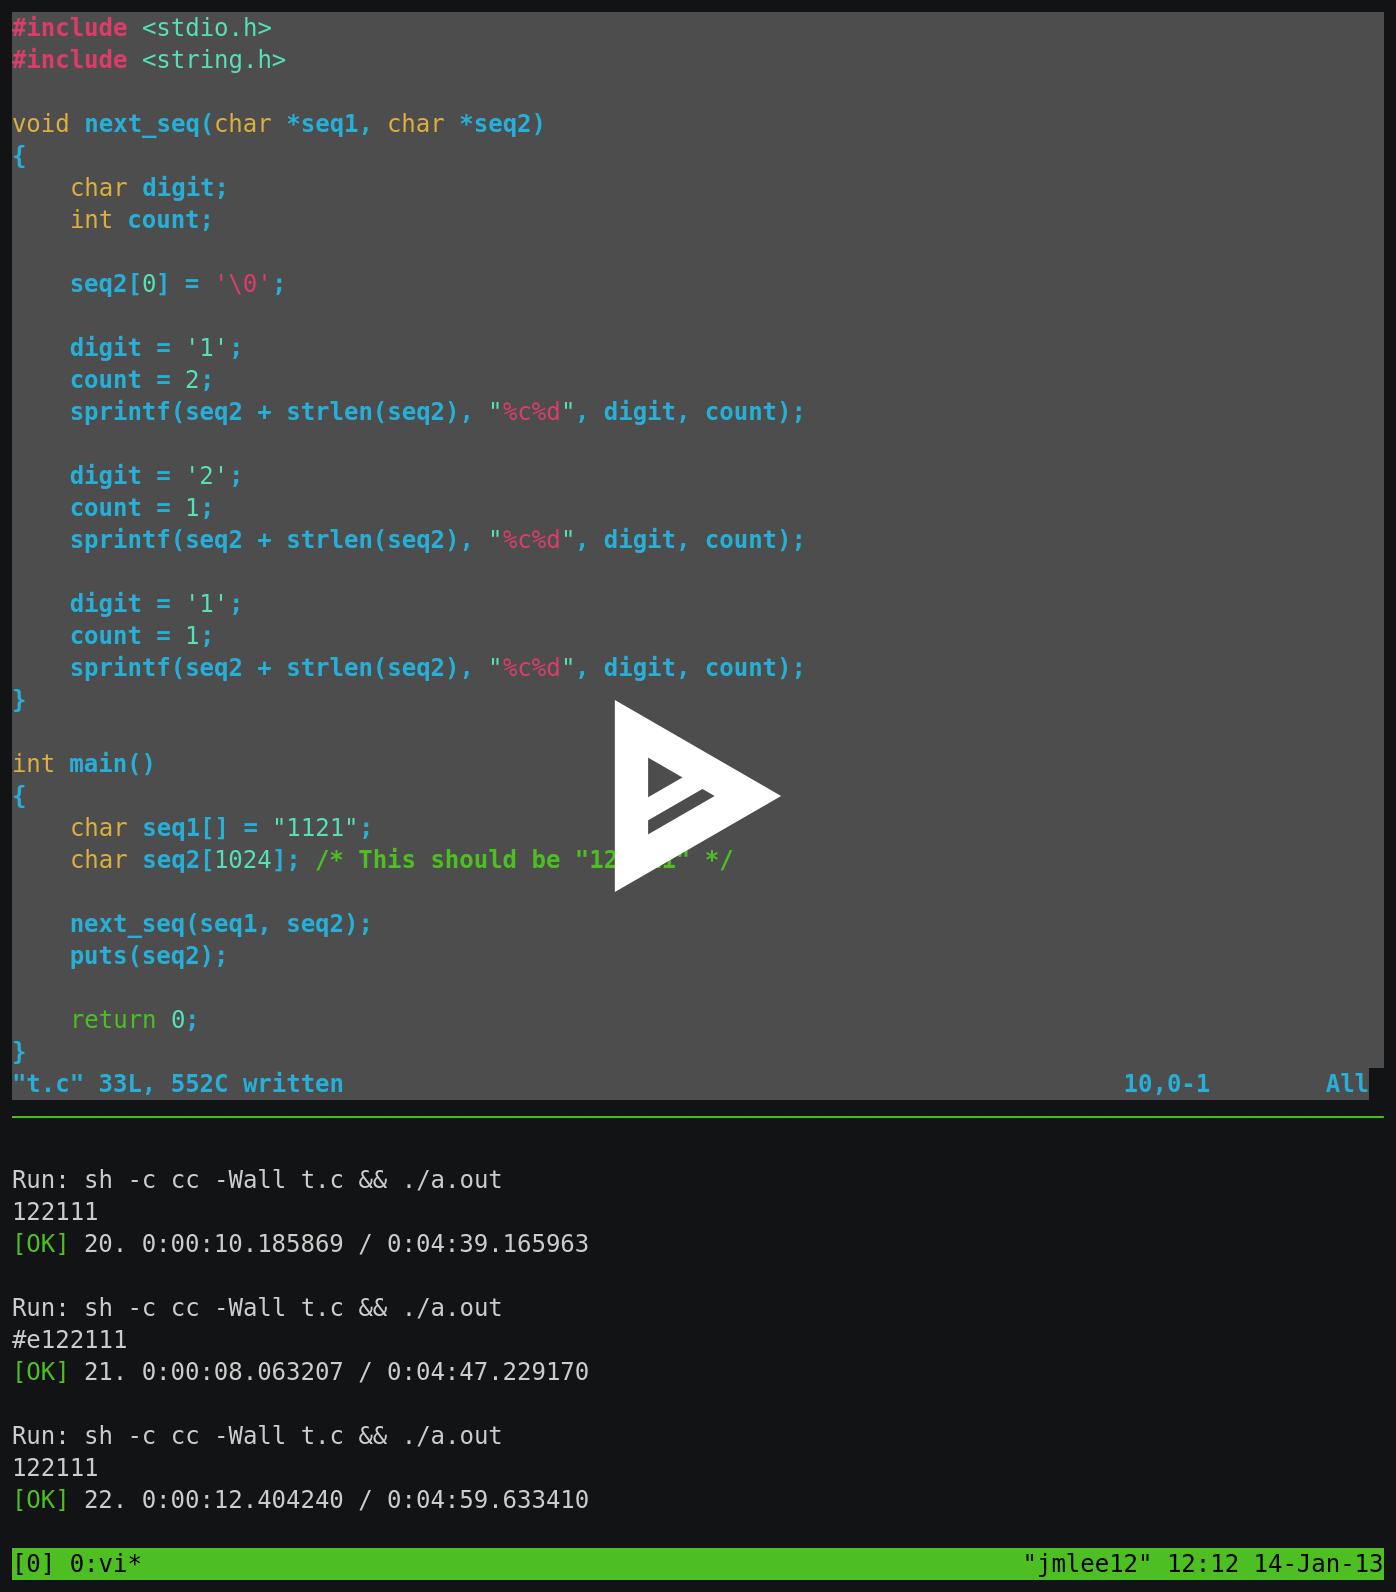 #include <stdio.h>
#include <string.h>
void next_seq(char *seq1, char *seq2)
{
char digit;
int count;
seq2[0] = '\0';
digit = '1';
count = 2;
sprintf(seq2 + strlen(seq2), "%c%d", digit, count);
digit = '2';
count = 1;
sprintf(seq2 + strlen(seq2), "%c%d", digit, count);
digit = '1';
count = 1;
sprintf(seq2 + strlen(seq2), "%c%d", digit, count);
}
int main()
{
char seq1[] = "1121";
char seq2[1024]; /* This should be */
next_seq(seq1, seq2);
puts(seq2);
return 0;
}
"t.c" 33L, 552C written 10,0-1 All
Run: sh -c cc -Wall t.c && ./a.out
122111
[OK] 20. 0:00:10.185869 / 0:04:39.165963
Run: sh -c cc -Wall t.c && ./a.out
#e122111
[OK] 21. 0:00:08.063207 / 0:04:47.229170
Run: sh -c cc -Wall t.c && ./a.out
122111
[OK] 22. 0:00:12.404240 / 0:04:59.633410
[0] 0:vi* "jmlee12" 12:12 14-Jan-13